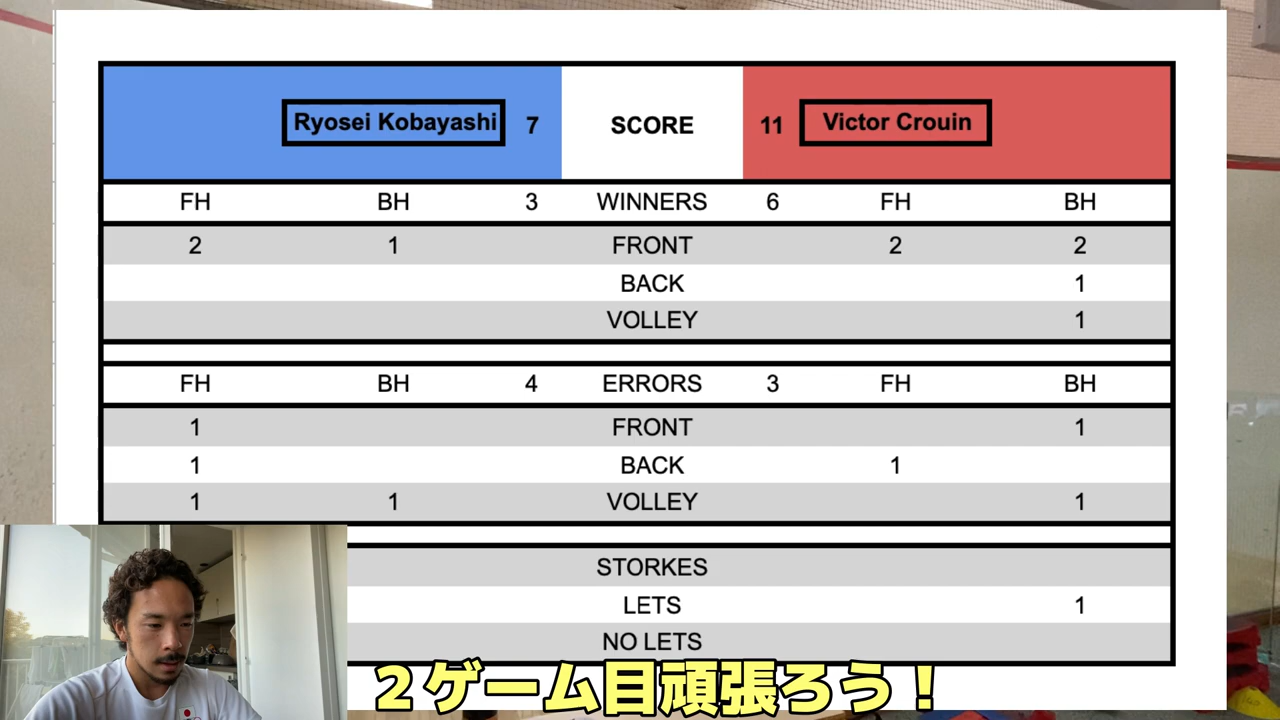 Ryosei Kobayashi 7 SCORE 11 Victor Crouin
FH BH 3 WINNERS 6 FH BH
2 1 FRONT 2 2
BACK 1
VOLLEY 1
FH BH 4 ERRORS 3 FH BH
1 FRONT 1
1 BACK 1
1 1 VOLLEY 1
STORKES
LETS 1
NO LETS
2ゲーム目頑張ろう！